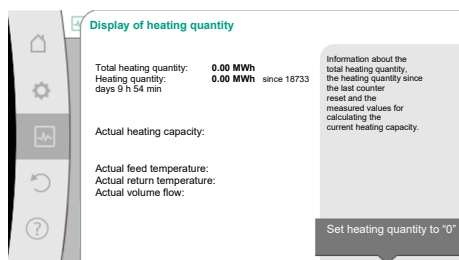 Display of heating quantity
Total heating quantity: 0.00 MWh
Heating quantity: 0.00 MWh since 18733
days 9 h 54 min
Actual heating capacity:
Actual feed temperature:
Actual return temperature:
Actual volume flow:
Information about the
total heating quantity,
the heating quantity since
the last counter
reset and the
measured values for
calculating the
current heating capacity.
Set heating quantity to “0”
?